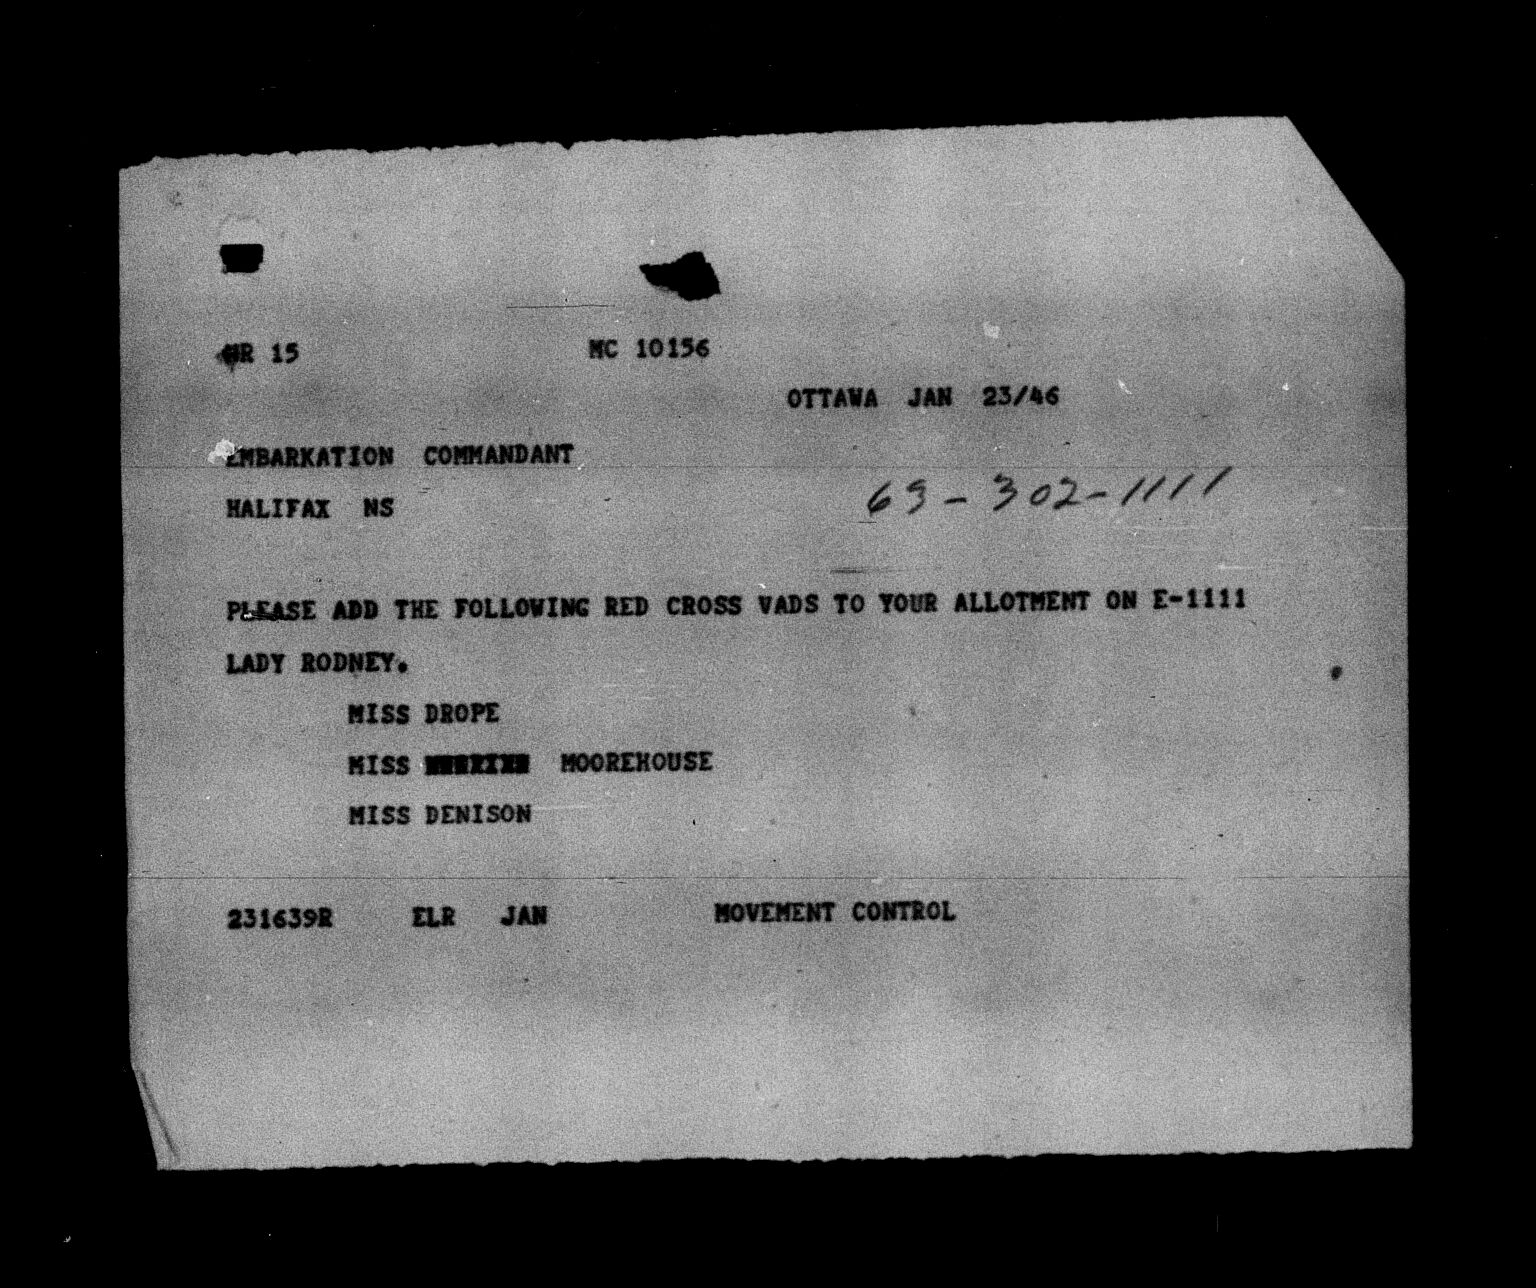 NR 15 MC 10156
OTTAWA JAN 23/46
EMBARKATION COMMANDANT
HALIFAX NS
63-302-1111
PLEASE ADD THE FOLLOWING RED CROSS VADS TO YOUR ALLOTMENT ON E-1111
LADY RODNEY.
MISS DROPE
MISS MOOREHOUSE
MISS DENISON
231639R ELR JAN MOVEMENT CONTROL